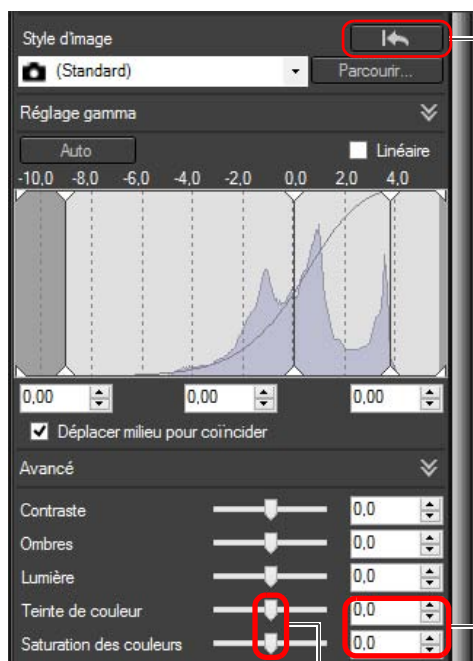 Style d'image
(Standard) Parcourir...
Réglage gamma
Auto Linéaire
-10,0 -8,0 -6,0 -4,0 -2,0 0,0 2,0 4,0
0,00 0,00 0,00
Déplacer milieu pour coïncider
Avancé
Contraste 0,0
Ombres 0,0
Lumière 0,0
Teinte de couleur 0,0
Saturation des couleurs 0,0